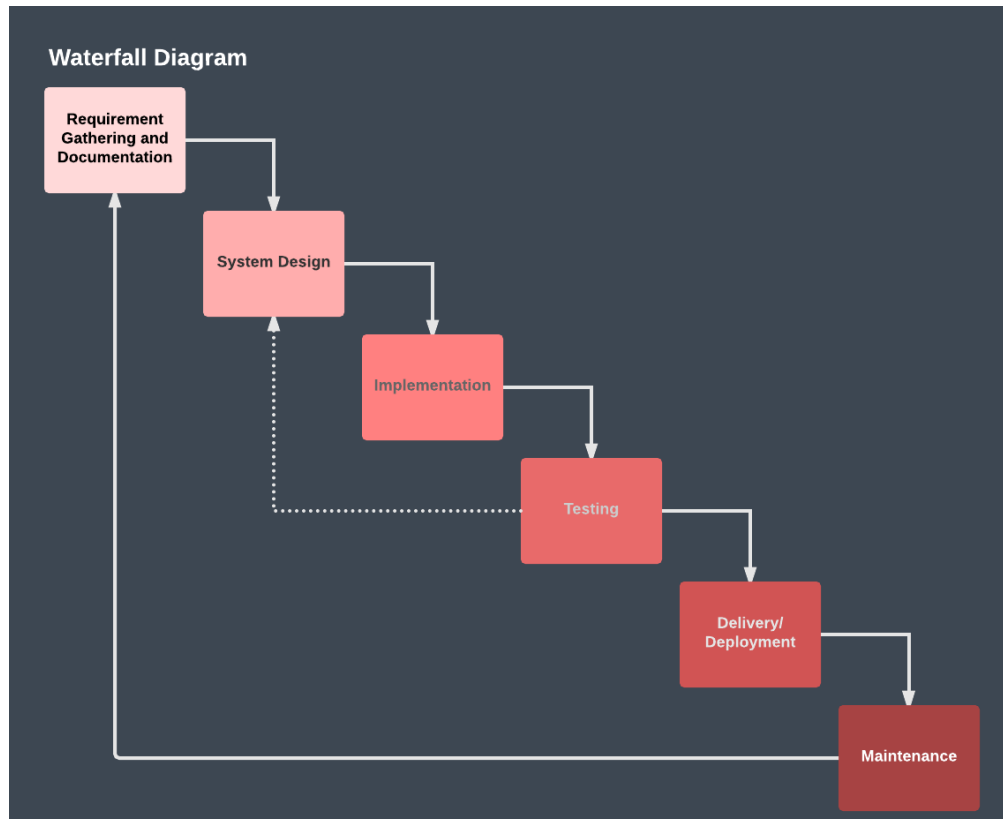 Waterfall Diagram
Requirement
Gathering and
Documentation
System Design
Implementation
Testing
Delivery/
Deployment
Maintenance